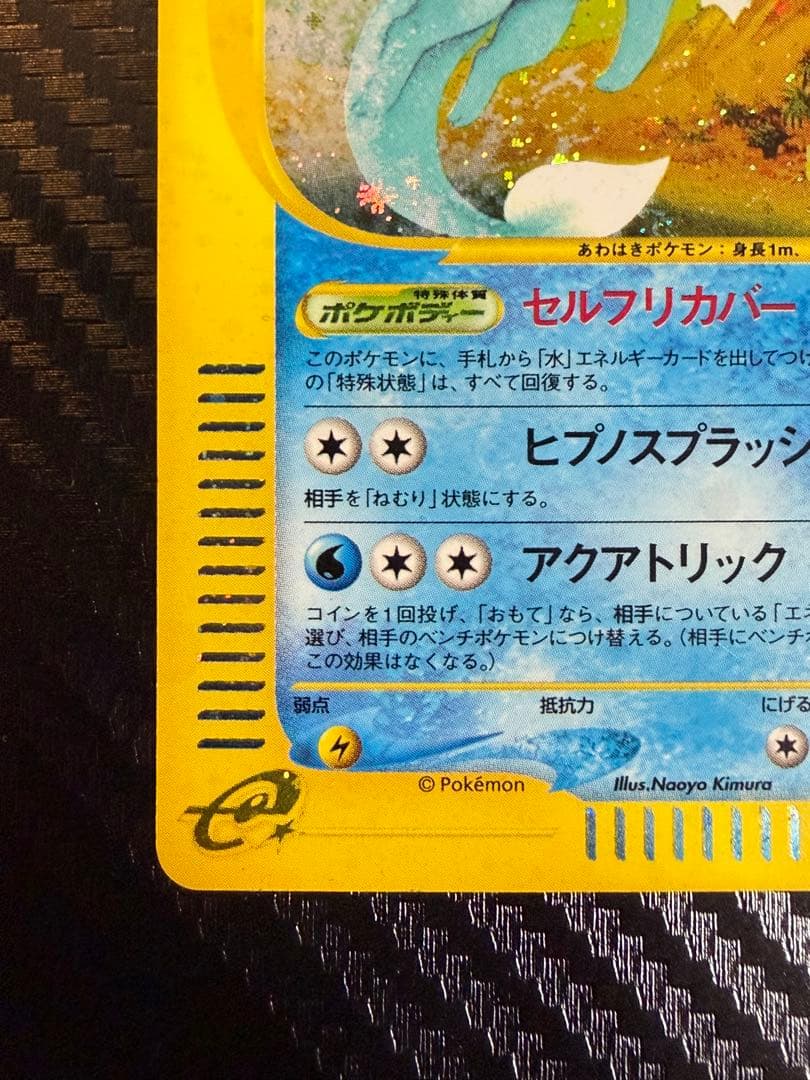 あわはきポケモン：身長1m、
特殊体質
ポケボディー セルフリカバー
このポケモンに、手札から「水」エネルギーカードを出してつけ
の「特殊状態」は、すべて回復する。
ヒプノスプラッシ
相手を「ねむり」状態にする。
アクアトリック
コインを1回投げ、「おもて」なら、相手についている「エネ
選び、相手のベンチポケモンにつけ替える。（相手にベンチ
この効果はなくなる。）
弱点 抵抗力 にげる
© Pokémon Illus.Naoyo Kimura
e